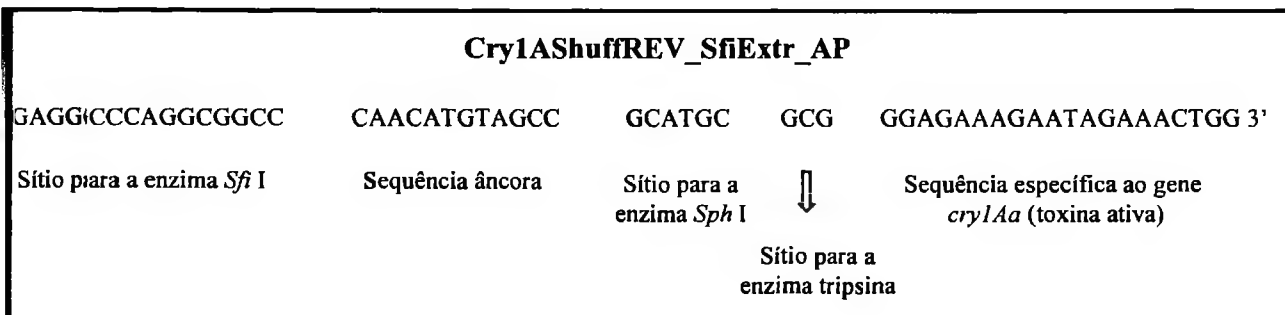 Cry1AShuffREV_SfiExtr_AP
GAGGCCCAGGCGGCC CAACATGTAGCC GCATGC GCG GGAGAAAGAATAGAAACTGG 3'
Sítio para a enzima Sfi I Sequência âncora Sítio para a enzima Sph I Sequência específica ao gene cry1Aa (toxina ativa)
Sítio para a
enzima tripsina